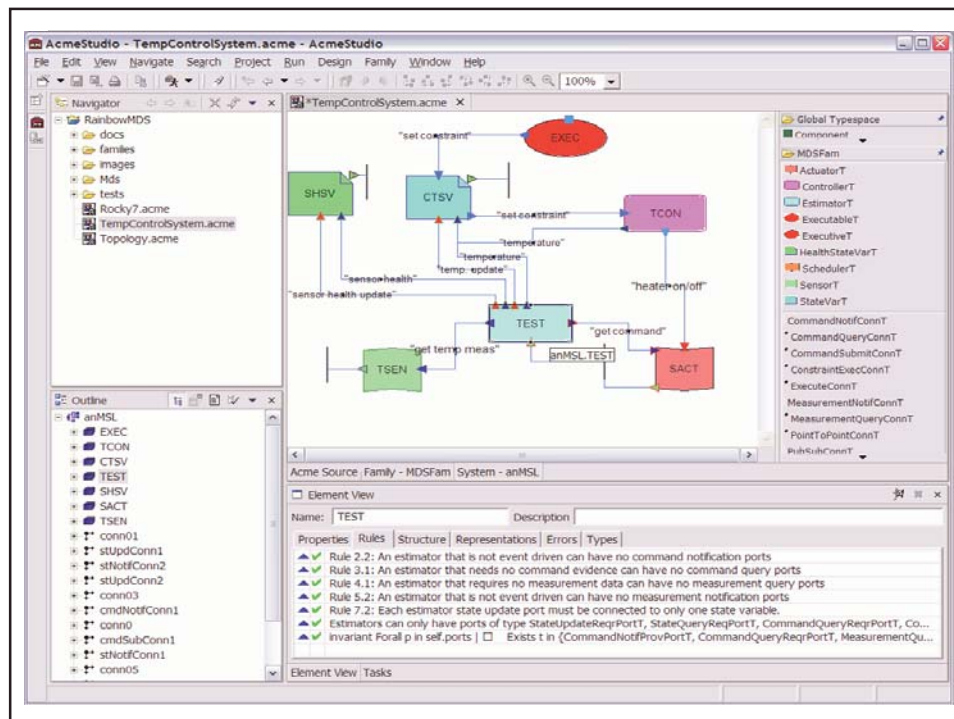 AcmeStudio - TempControlSystem.acme - AcmeStudio
File Edit View Navigate Search Project Run Design Family Window Help
100%
Navigator
RainbowMDS
docs
families
images
Mds
tests
Rocky7.acme
TempControlSystem.acme
Topology.acme
*TempControlSystem.acme
"set constraint"
EXEC
SHSV
CTSV
TCON
"set constraint"
"temperature"
"temperature"
"temp. update"
"sensor health"
"sensor health update"
"heater on/off"
TEST
"get command"
"get temp meas"
anMSL.TEST
TSEN
SACT
Global Typespace
Component
MDSFam
ActuatorT
ControllerT
EstimatorT
ExecutableT
ExecutiveT
HealthStateVarT
SchedulerT
SensorT
StateVarT
CommandNotifConnT
CommandQueryConnT
CommandSubmitConnT
ConstraintExecConnT
ExecuteConnT
MeasurementNotifConnT
MeasurementQueryConnT
PointToPointConnT
PubSubConnT
Acme Source Family - MDSFam System - anMSL
Outline
anMSL
EXEC
TCON
CTSV
TEST
SHSV
SACT
TSEN
conn01
stUpdConn1
stNotifConn2
stUpdConn2
conn03
cmdNotifConn1
conn0
cmdSubConn1
stNotifConn1
conn05
Element View
Name: TEST Description
Properties Rules Structure Representations Errors Types
Rule 2.2: An estimator that is not event driven can have no command notification ports
Rule 3.1: An estimator that needs no command evidence can have no command query ports
Rule 4.1: An estimator that requires no measurement data can have no measurement query ports
Rule 5.2: An estimator that is not event driven can have no measurement notification ports
Rule 7.2: Each estimator state update port must be connected to only one state variable.
Estimators can only have ports of type StateUpdateReqrPortT, StateQueryReqPortT, CommandQueryReqrPortT, Co...
invariant Forall p in self.ports | Exists t in {CommandNotifProvPortT, CommandQueryReqrPortT, MeasurementQu...
Element View Tasks